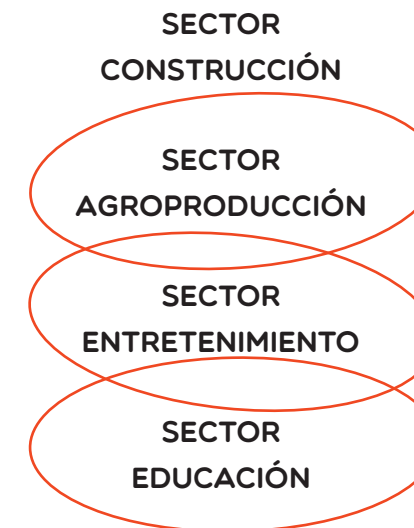 SECTOR
CONSTRUCCIÓN
SECTOR
AGROPRODUCCIÓN
SECTOR
ENTRETENIMIENTO
SECTOR
EDUCACIÓN